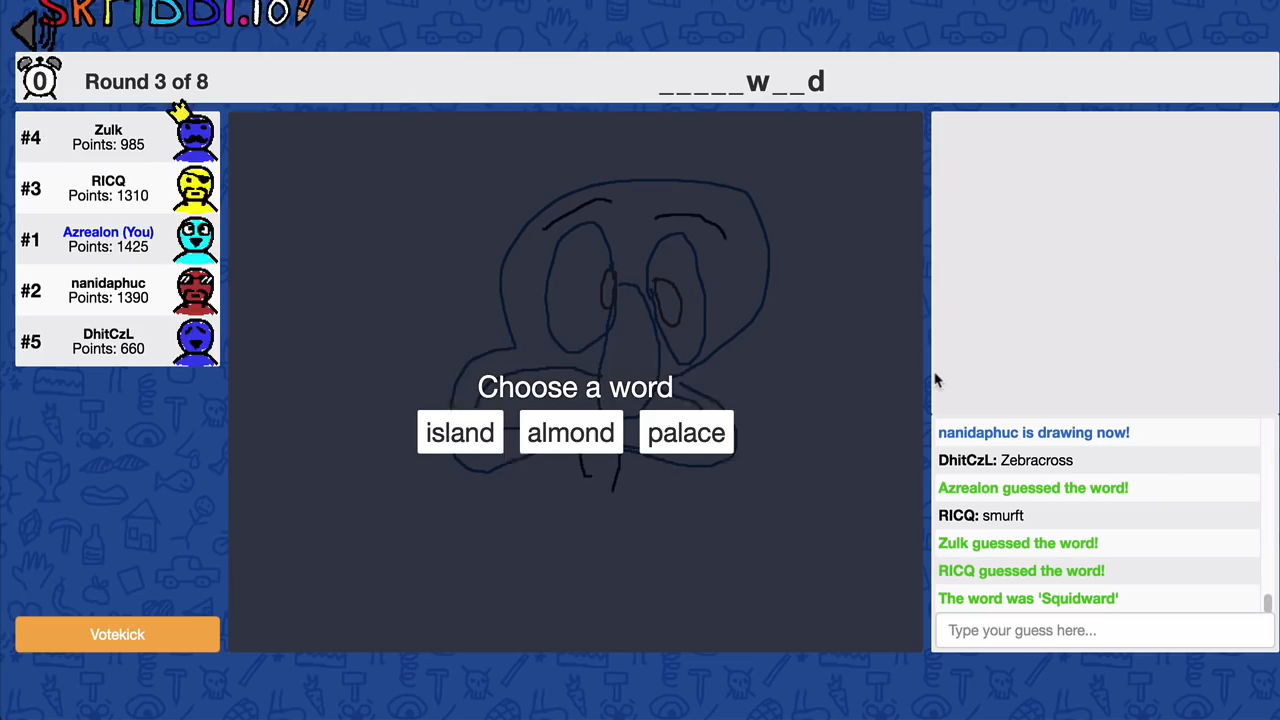 SKRIBBL.io
0
Round 3 of 8
_____w__d
#4
Zulk
Points: 985
#3
RICQ
Points: 1310
#1
Azrealon (You)
Points: 1425
#2
nanidaphuc
Points: 1390
#5
DhitCzL
Points: 660
Choose a word
island
almond
palace
nanidaphuc is drawing now!
DhitCzL: Zebracross
Azrealon guessed the word!
RICQ: smurft
Zulk guessed the word!
RICQ guessed the word!
The word was 'Squidward'
Type your guess here...
Votekick